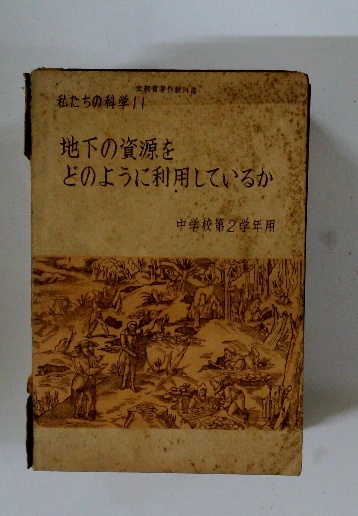 文部省著作教科書
私たちの科学11
地下の資源を
どのように利用しているか
中学校第2学年用